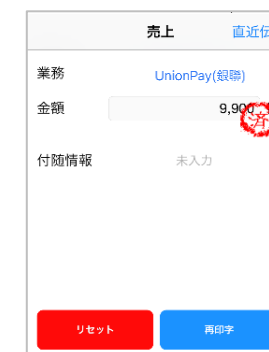 売上 直近伝
業務 UnionPay(銀聯)
金額 9,900
済
付随情報 未入力
リセット 再印字